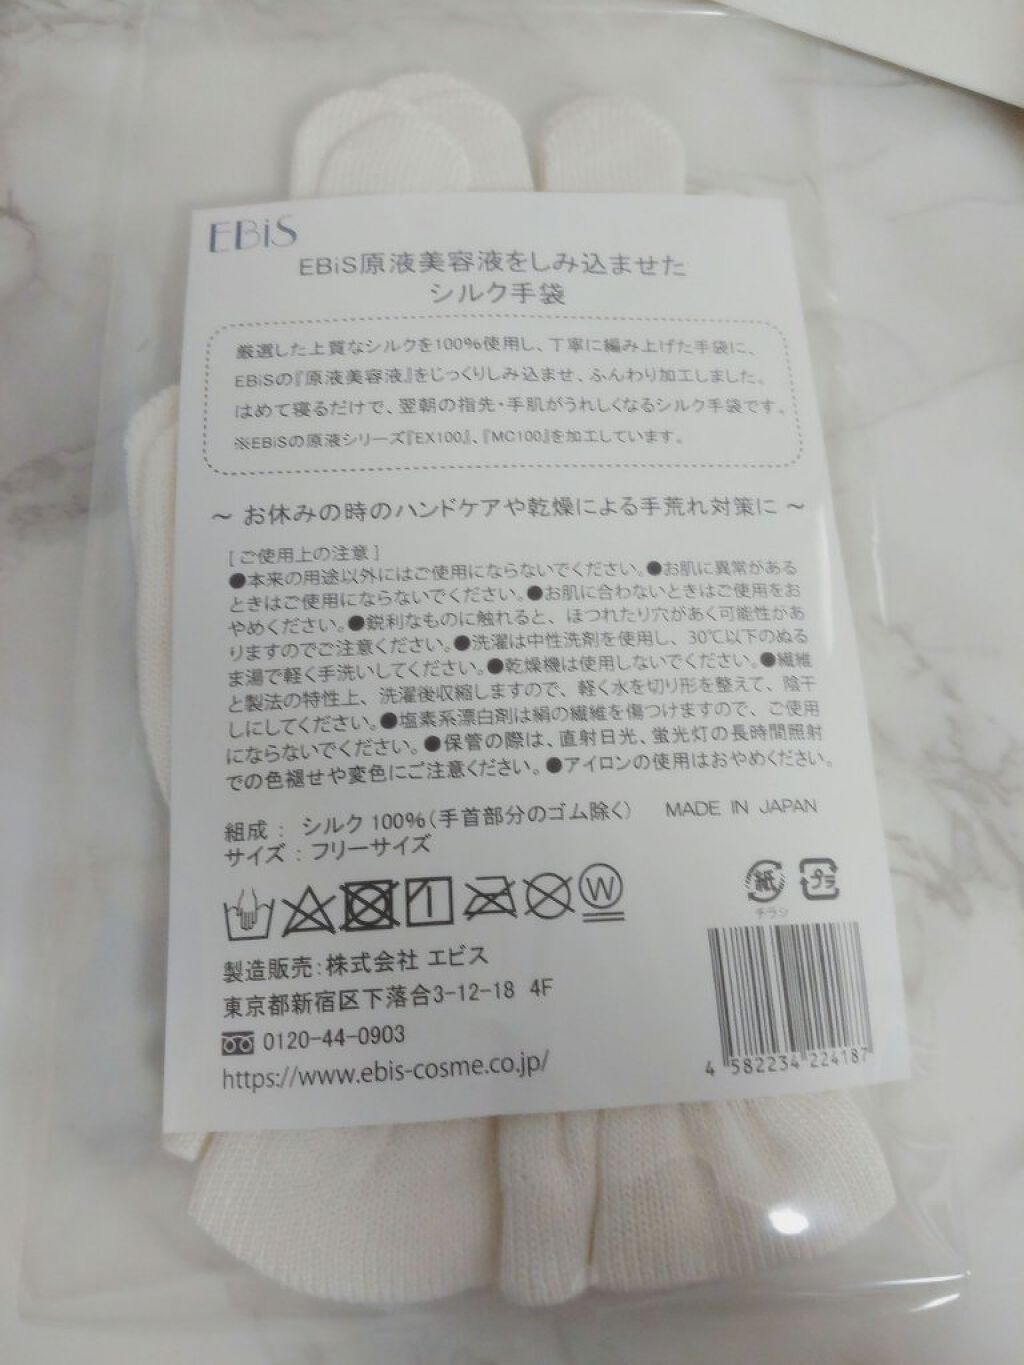 EBiS
EBiS原液美容液をしみ込ませた
シルク手袋
厳選した上質なシルクを100%使用し、丁寧に編み上げた手袋に、
EBiSの『原液美容液』をじっくりしみ込ませ、ふんわり加工しました。
はめて寝るだけで、翌朝の指先・手肌がうれしくなるシルク手袋です。
※EBiSの原液シリーズ『EX100』、『MC100』を加工しています。
～ お休みの時のハンドケアや乾燥による手荒れ対策に ～
[ご使用上の注意]
●本来の用途以外にはご使用にならないでください。●お肌に異常がある
ときはご使用にならないでください。●お肌に合わないときはご使用をお
やめください。●鋭利なものに触れると、ほつれたり穴があく可能性があ
りますのでご注意ください。●洗濯は中性洗剤を使用し、30℃以下のぬる
ま湯で軽く手洗いしてください。●乾燥機は使用しないでください。●繊維
と製法の特性上、洗濯後収縮しますので、軽く水を切り形を整えて、陰干
しにしてください。●塩素系漂白剤は絹の繊維を傷つけますので、ご使用
にならないでください。●保管の際は、直射日光、蛍光灯の長時間照射
での色褪せや変色にご注意ください。●アイロンの使用はおやめください。
組成： シルク 100%(手首部分のゴム除く) MADE IN JAPAN
サイズ：フリーサイズ
W
紙
プラ
チラシ
製造販売：株式会社 エビス
東京都新宿区下落合3-12-18 4F
0120-44-0903
https://www.ebis-cosme.co.jp/
4 582234 224187